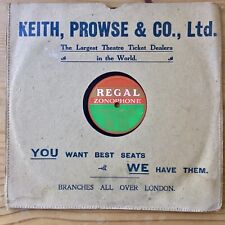 KEITH, PROWSE & CO., Ltd.
The Largest Theatre Ticket Dealers
in the World.
REGAL
ZONOPHONE
YOU WANT BEST SEATS
WE HAVE THEM.
BRANCHES ALL OVER LONDON.